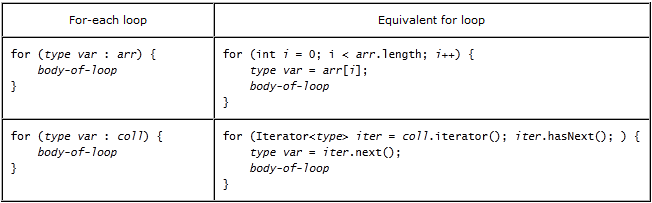 For-each loop
Equivalent for loop
for (type var : arr) {
    body-of-loop
}
for (int i = 0; i < arr.length; i++) {
    type var = arr[i];
    body-of-loop
}
for (type var : coll) {
    body-of-loop
}
for (Iterator<type> iter = coll.iterator(); iter.hasNext(); ) {
    type var = iter.next();
    body-of-loop
}